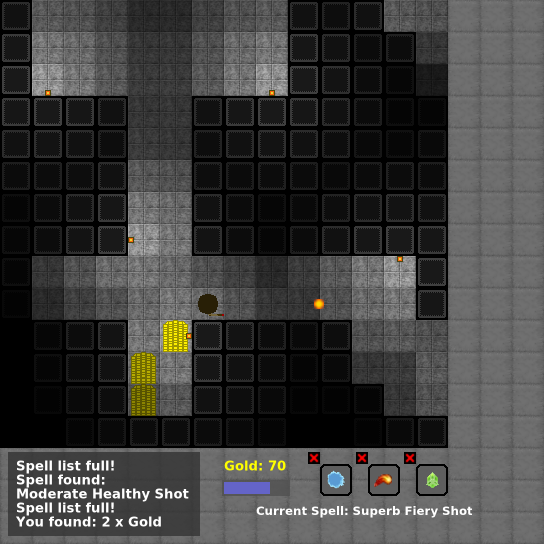 Spell list full!
Spell found:
Moderate Healthy Shot
Spell list full!
You found: 2 x Gold
Gold: 70
Current Spell: Superb Fiery Shot